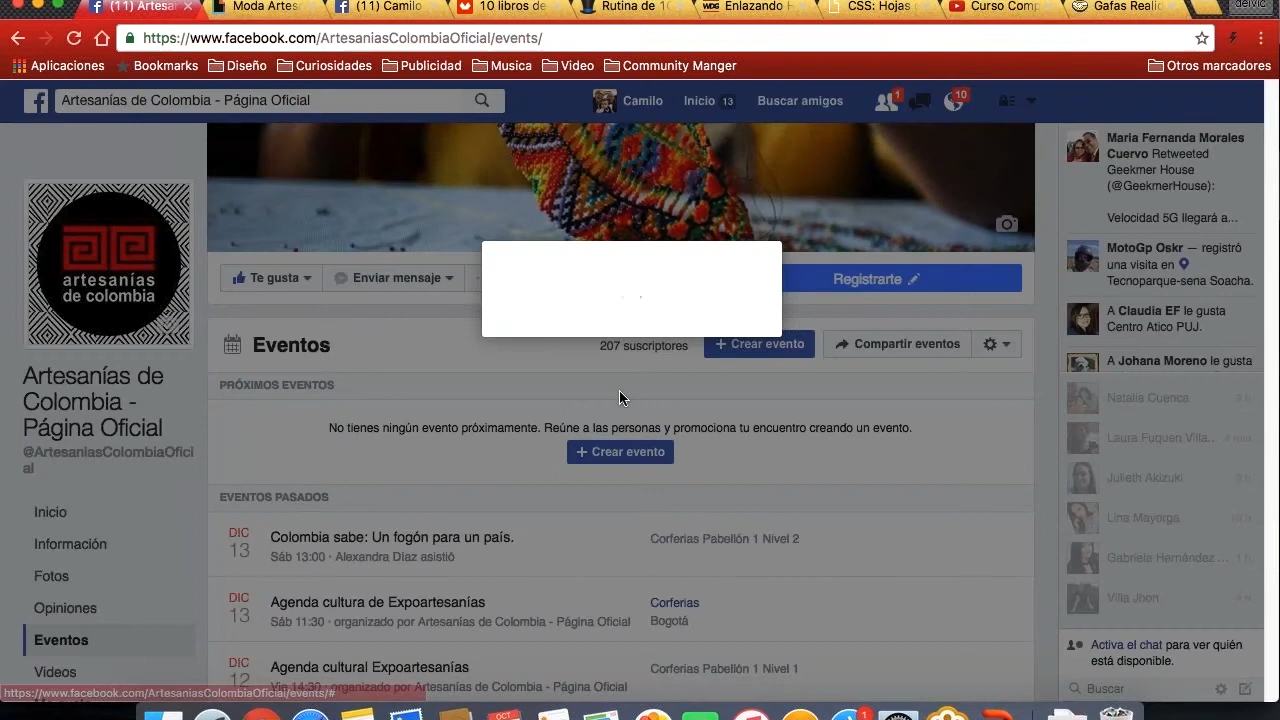 (11) Artesan
Moda Artes
(11) Camilo
10 libros de
Rutina de 10
Enlazando H
CSS: Hojas d
Curso Comp
Gafas Realid
https://www.facebook.com/ArtesaniasColombiaOficial/events/
Aplicaciones
Bookmarks
Diseño
Curiosidades
Publicidad
Musica
Video
Community Manger
Otros marcadores
Artesanías de Colombia - Página Oficial
Camilo
Inicio 13
Buscar amigos
1
10
artesanías
de colombia
Artesanías de
Colombia -
Página Oficial
@ArtesaniasColombiaOfici
al
Inicio
Información
Fotos
Opiniones
Eventos
Videos
Te gusta
Enviar mensaje
Registrarte
Eventos
207 suscriptores
+ Crear evento
Compartir eventos
PRÓXIMOS EVENTOS
No tienes ningún evento próximamente. Reúne a las personas y promociona tu encuentro creando un evento.
+ Crear evento
EVENTOS PASADOS
DIC
13
Colombia sabe: Un fogón para un país.
Sáb 13:00 · Alexandra Díaz asistió
Corferias Pabellón 1 Nivel 2
DIC
13
Agenda cultura de Expoartesanías
Sáb 11:30 · organizado por Artesanías de Colombia - Página Oficial
Corferias
Bogotá
DIC
12
Agenda cultural Expoartesanías
Vie 14:30 · organizado por Artesanías de Colombia - Página Oficial
Corferias Pabellón 1 Nivel 1
Maria Fernanda Morales
Cuervo Retweeted
Geekmer House
(@GeekmerHouse):
Velocidad 5G llegará a...
MotoGp Oskr — registró
una visita en
Tecnoparque-sena Soacha.
A Claudia EF le gusta
Centro Atico PUJ.
A Johana Moreno le gusta
Natalia Cuenca
Laura Fuquen Villa...
Julieth Akizuki
Lina Mayorga
Gabriela Hernández ...
Villa Jhon
Activa el chat para ver quién
está disponible.
Buscar
https://www.facebook.com/ArtesaniasColombiaOficial/events/#
OCT
1